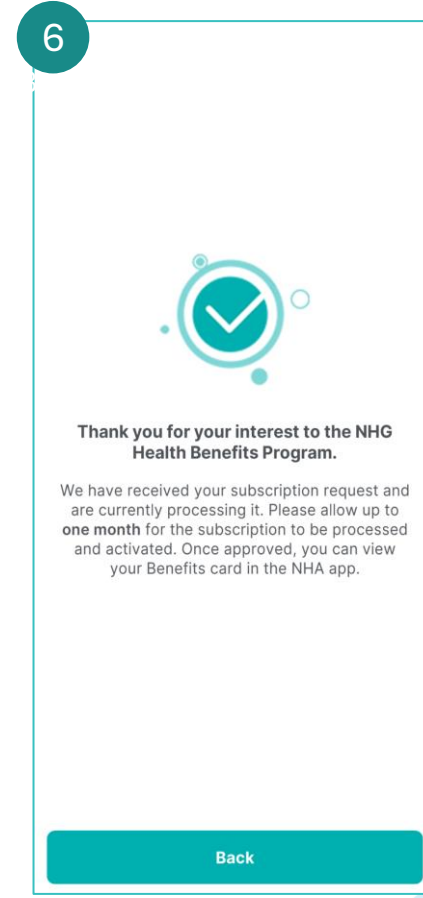 6
Thank you for your interest to the NHG
Health Benefits Program.
We have received your subscription request and
are currently processing it. Please allow up to
one month for the subscription to be processed
and activated. Once approved, you can view
your Benefits card in the NHA app.
Back